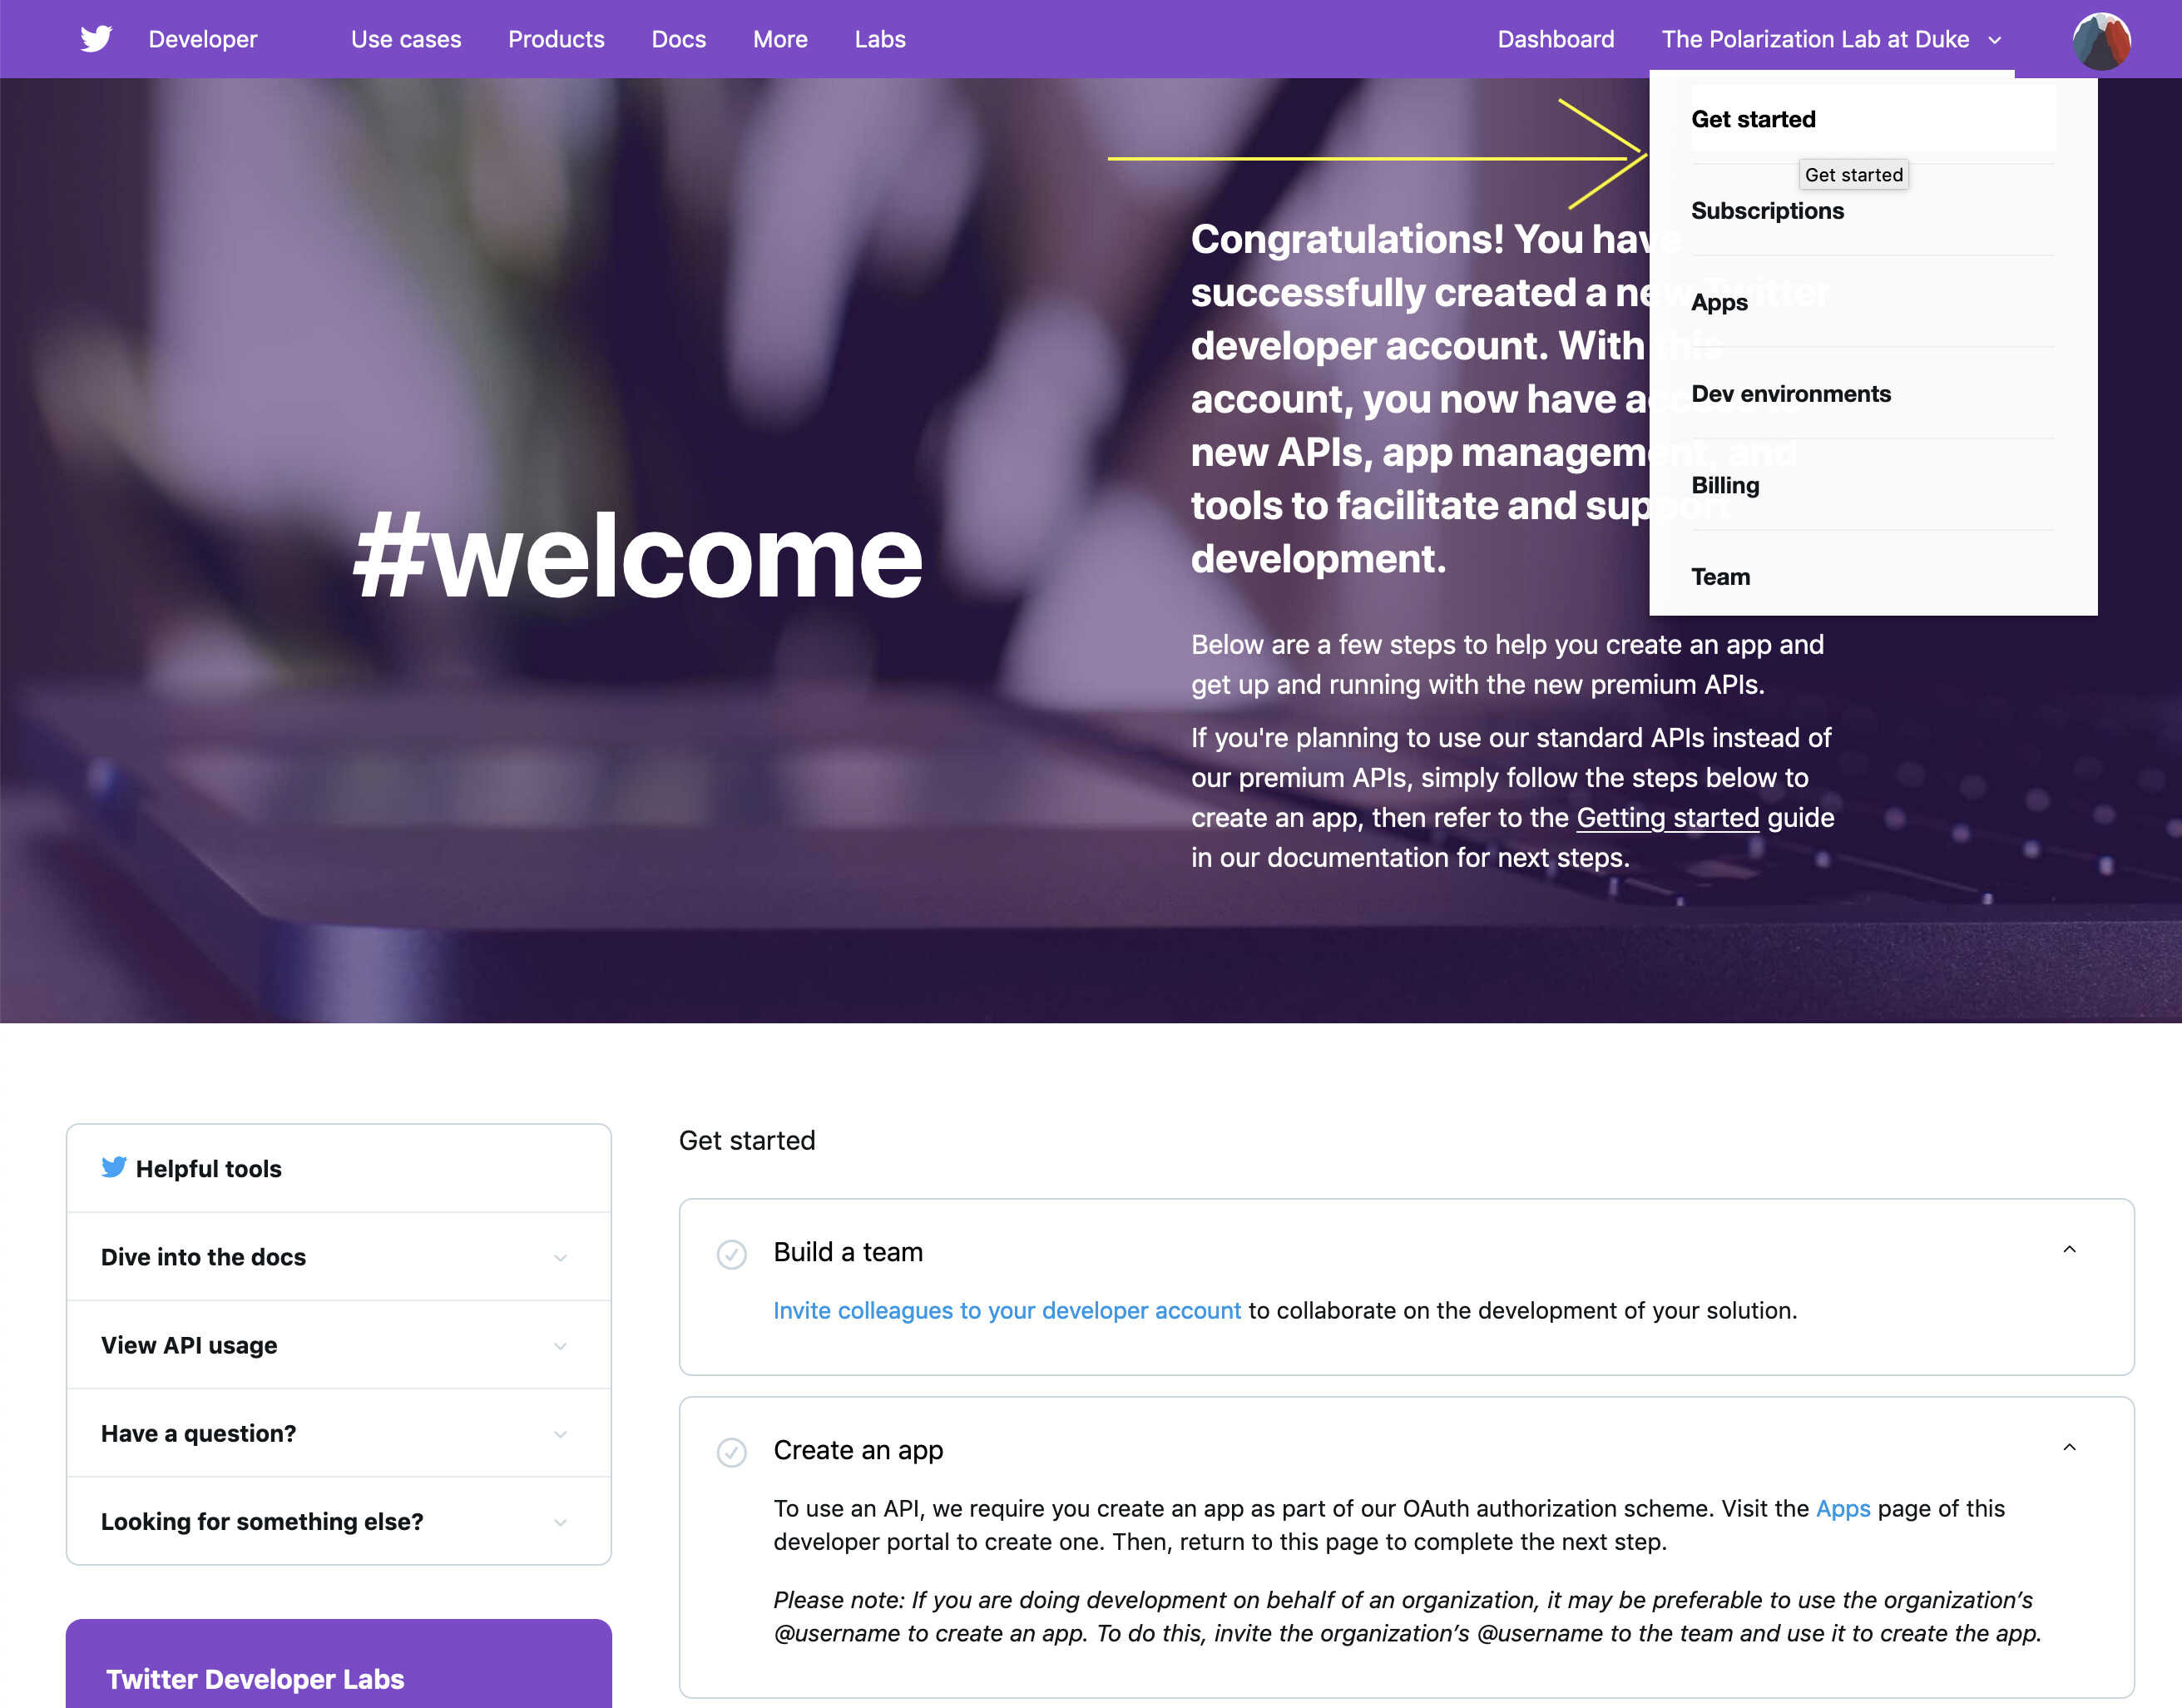 Developer
Use cases
Products
Docs
More
Labs
Dashboard
The Polarization Lab at Duke
Get started
Get started
Subscriptions
Apps
Dev environments
Billing
Team
#welcome
Congratulations! You have
successfully created a new Twitter
developer account. With this
account, you now have access to
new APIs, app management, and
tools to facilitate and support
development.
Below are a few steps to help you create an app and
get up and running with the new premium APIs.
If you're planning to use our standard APIs instead of
our premium APIs, simply follow the steps below to
create an app, then refer to the Getting started guide
in our documentation for next steps.
Helpful tools
Dive into the docs
View API usage
Have a question?
Looking for something else?
Twitter Developer Labs
Get started
Build a team
Invite colleagues to your developer account to collaborate on the development of your solution.
Create an app
To use an API, we require you create an app as part of our OAuth authorization scheme. Visit the Apps page of this
developer portal to create one. Then, return to this page to complete the next step.
Please note: If you are doing development on behalf of an organization, it may be preferable to use the organization’s
@username to create an app. To do this, invite the organization’s @username to the team and use it to create the app.